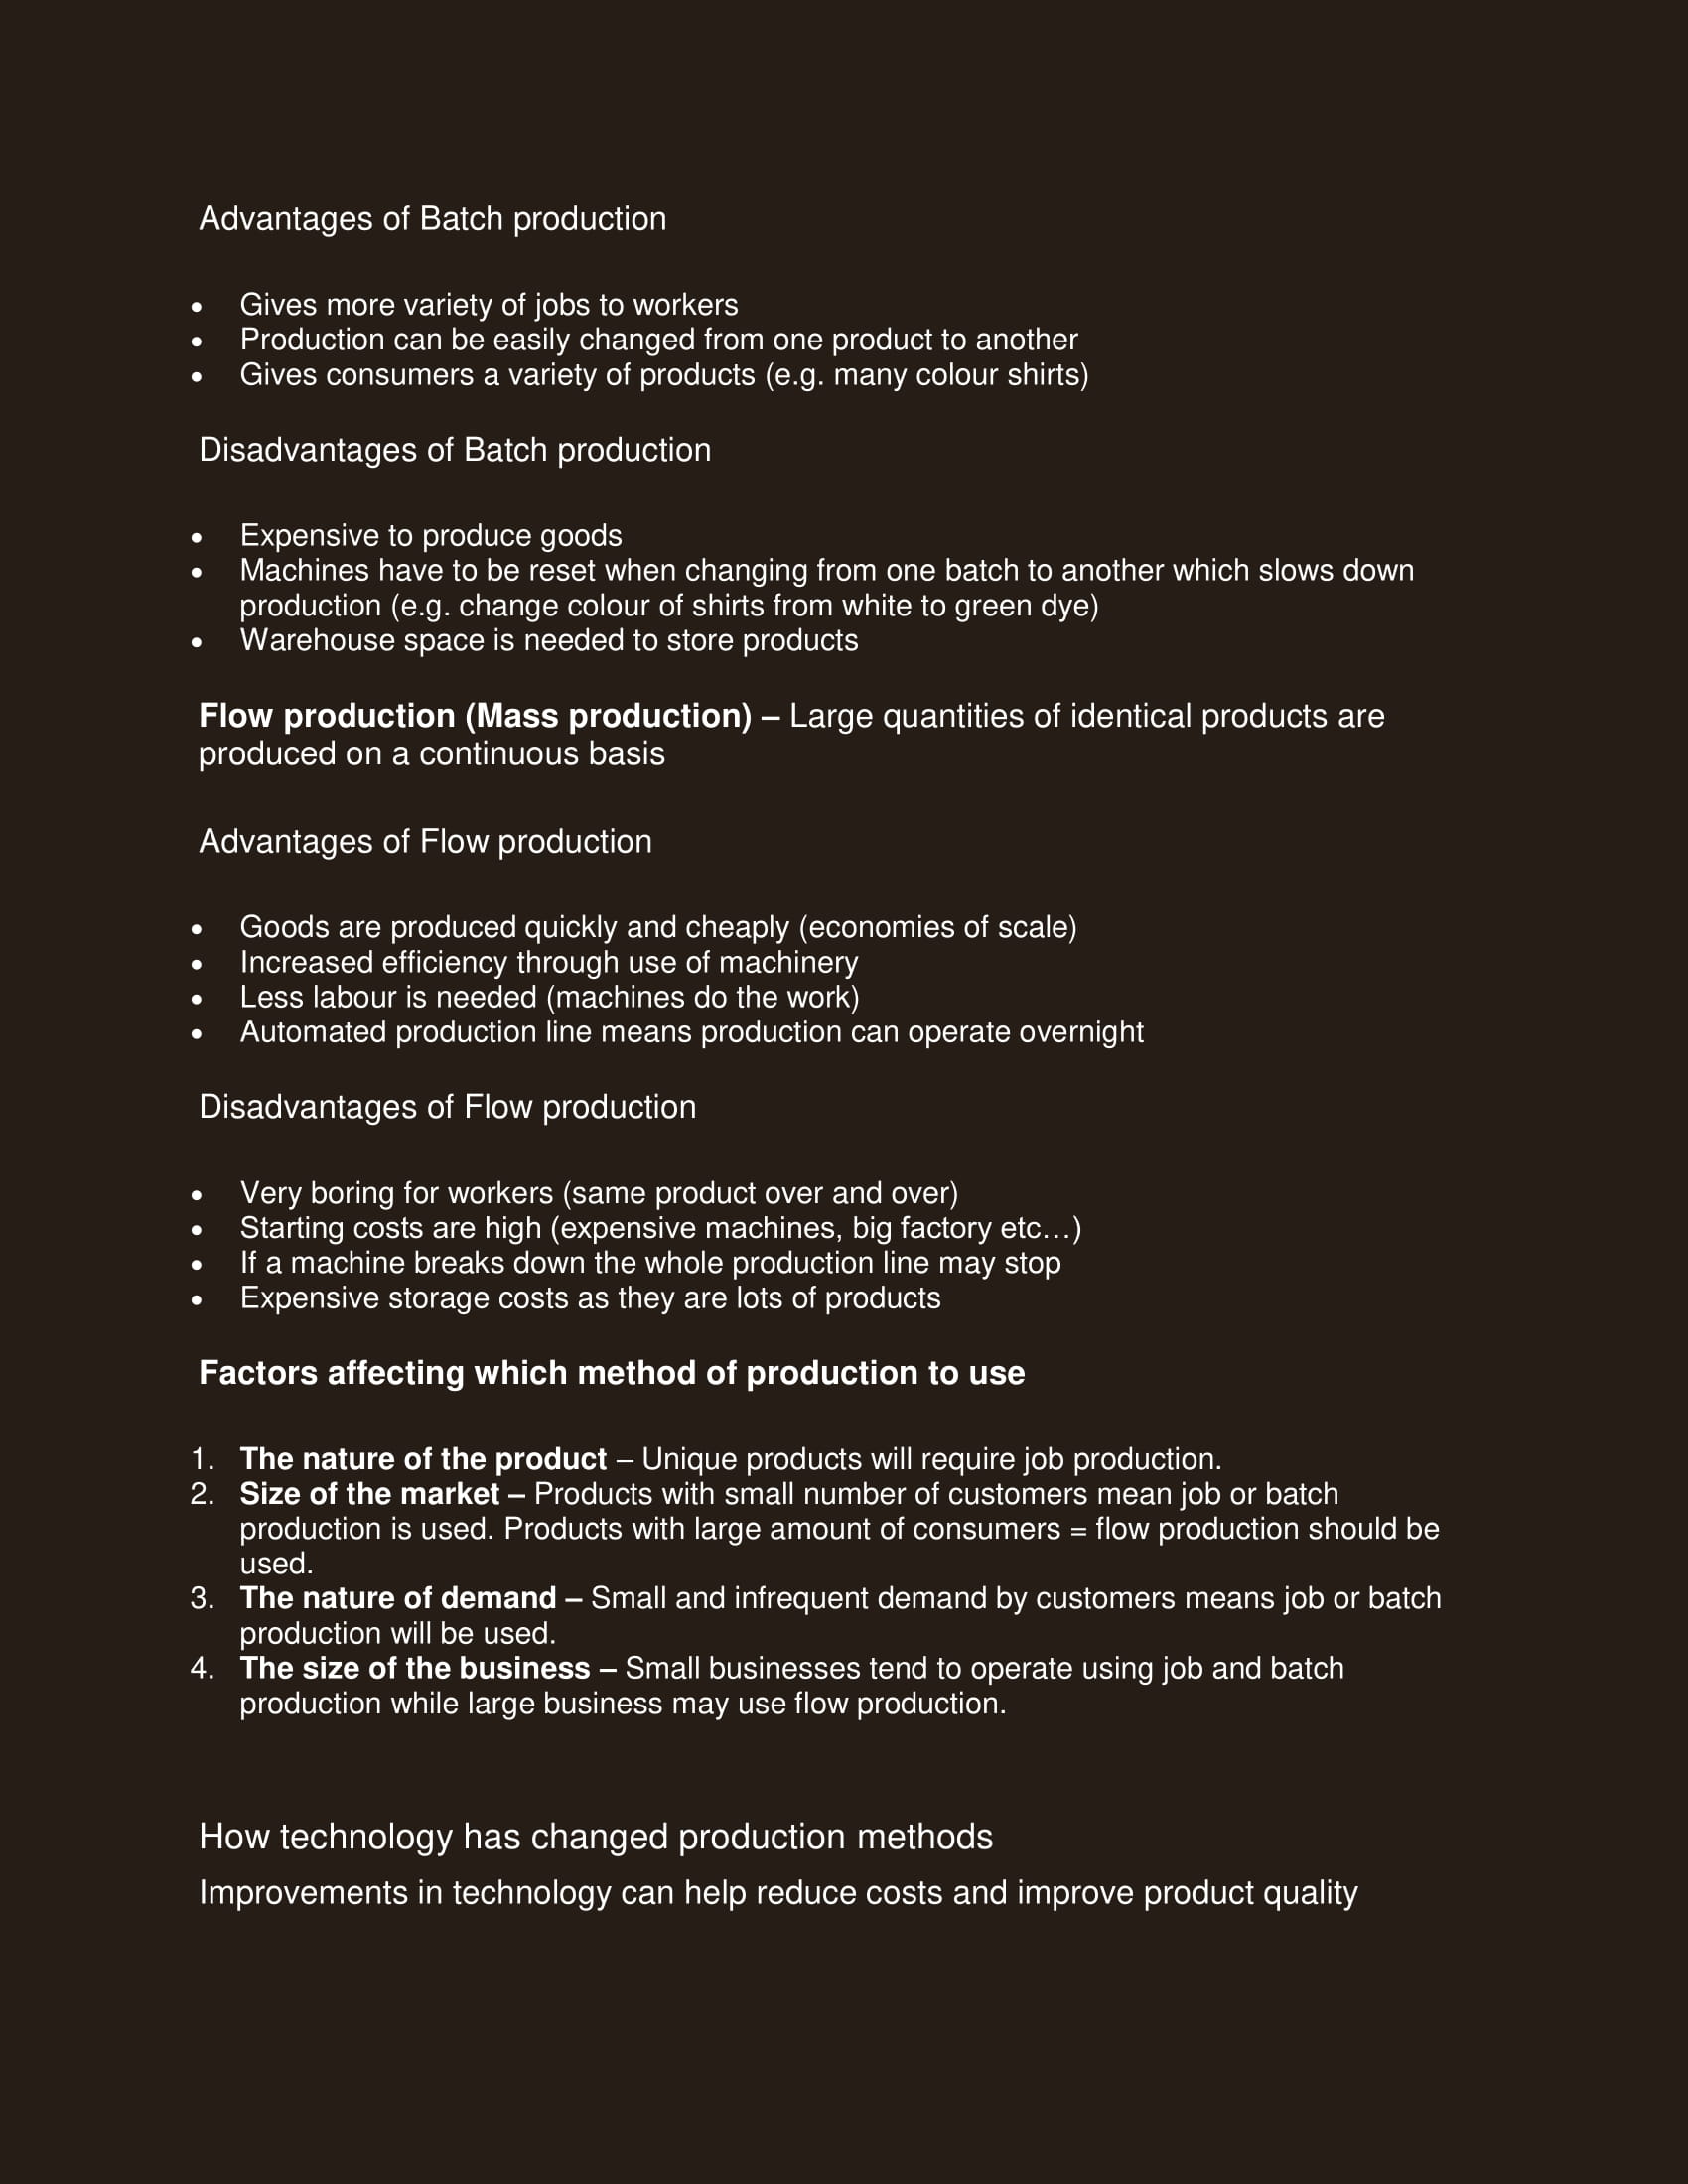 Advantages of Batch production
• Gives more variety of jobs to workers
• Production can be easily changed from one product to another
• Gives consumers a variety of products (e.g. many colour shirts)
Disadvantages of Batch production
• Expensive to produce goods
• Machines have to be reset when changing from one batch to another which slows down
production (e.g. change colour of shirts from white to green dye)
• Warehouse space is needed to store products
Flow production (Mass production) – Large quantities of identical products are
produced on a continuous basis
Advantages of Flow production
• Goods are produced quickly and cheaply (economies of scale)
• Increased efficiency through use of machinery
• Less labour is needed (machines do the work)
• Automated production line means production can operate overnight
Disadvantages of Flow production
• Very boring for workers (same product over and over)
• Starting costs are high (expensive machines, big factory etc…)
• If a machine breaks down the whole production line may stop
• Expensive storage costs as they are lots of products
Factors affecting which method of production to use
1. The nature of the product – Unique products will require job production.
2. Size of the market – Products with small number of customers mean job or batch
production is used. Products with large amount of consumers = flow production should be
used.
3. The nature of demand – Small and infrequent demand by customers means job or batch
production will be used.
4. The size of the business – Small businesses tend to operate using job and batch
production while large business may use flow production.
How technology has changed production methods
Improvements in technology can help reduce costs and improve product quality